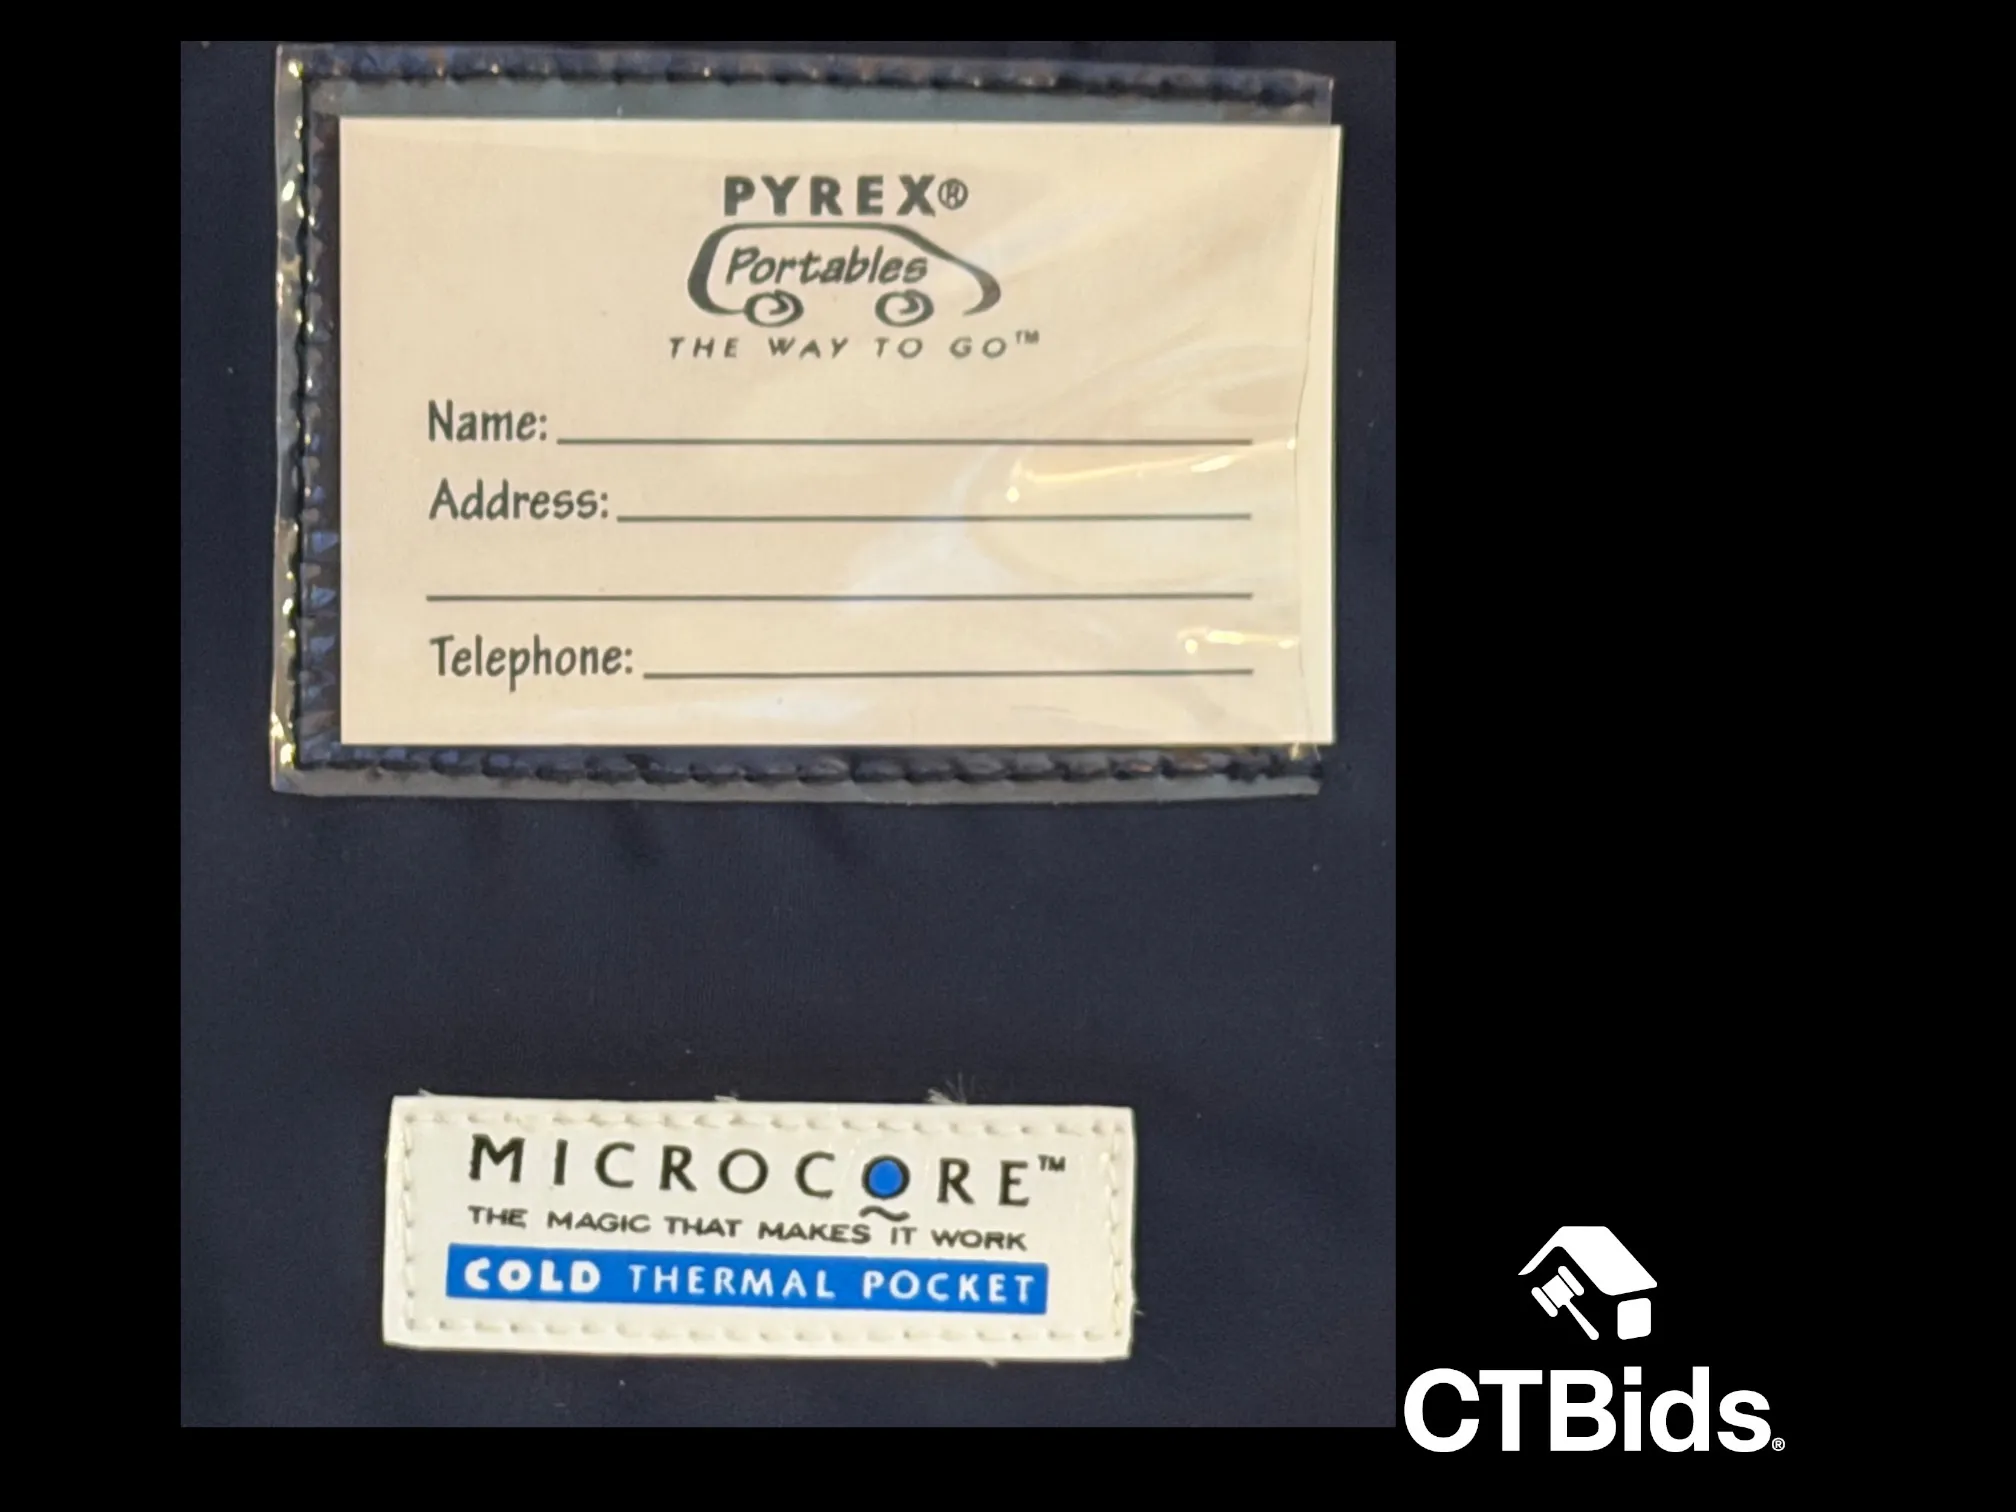 PYREX®
Portables
THE WAY TO GO™
Name:
Address:
Telephone:
MICROCORE™
THE MAGIC THAT MAKES IT WORK
COLD THERMAL POCKET
CTBids®